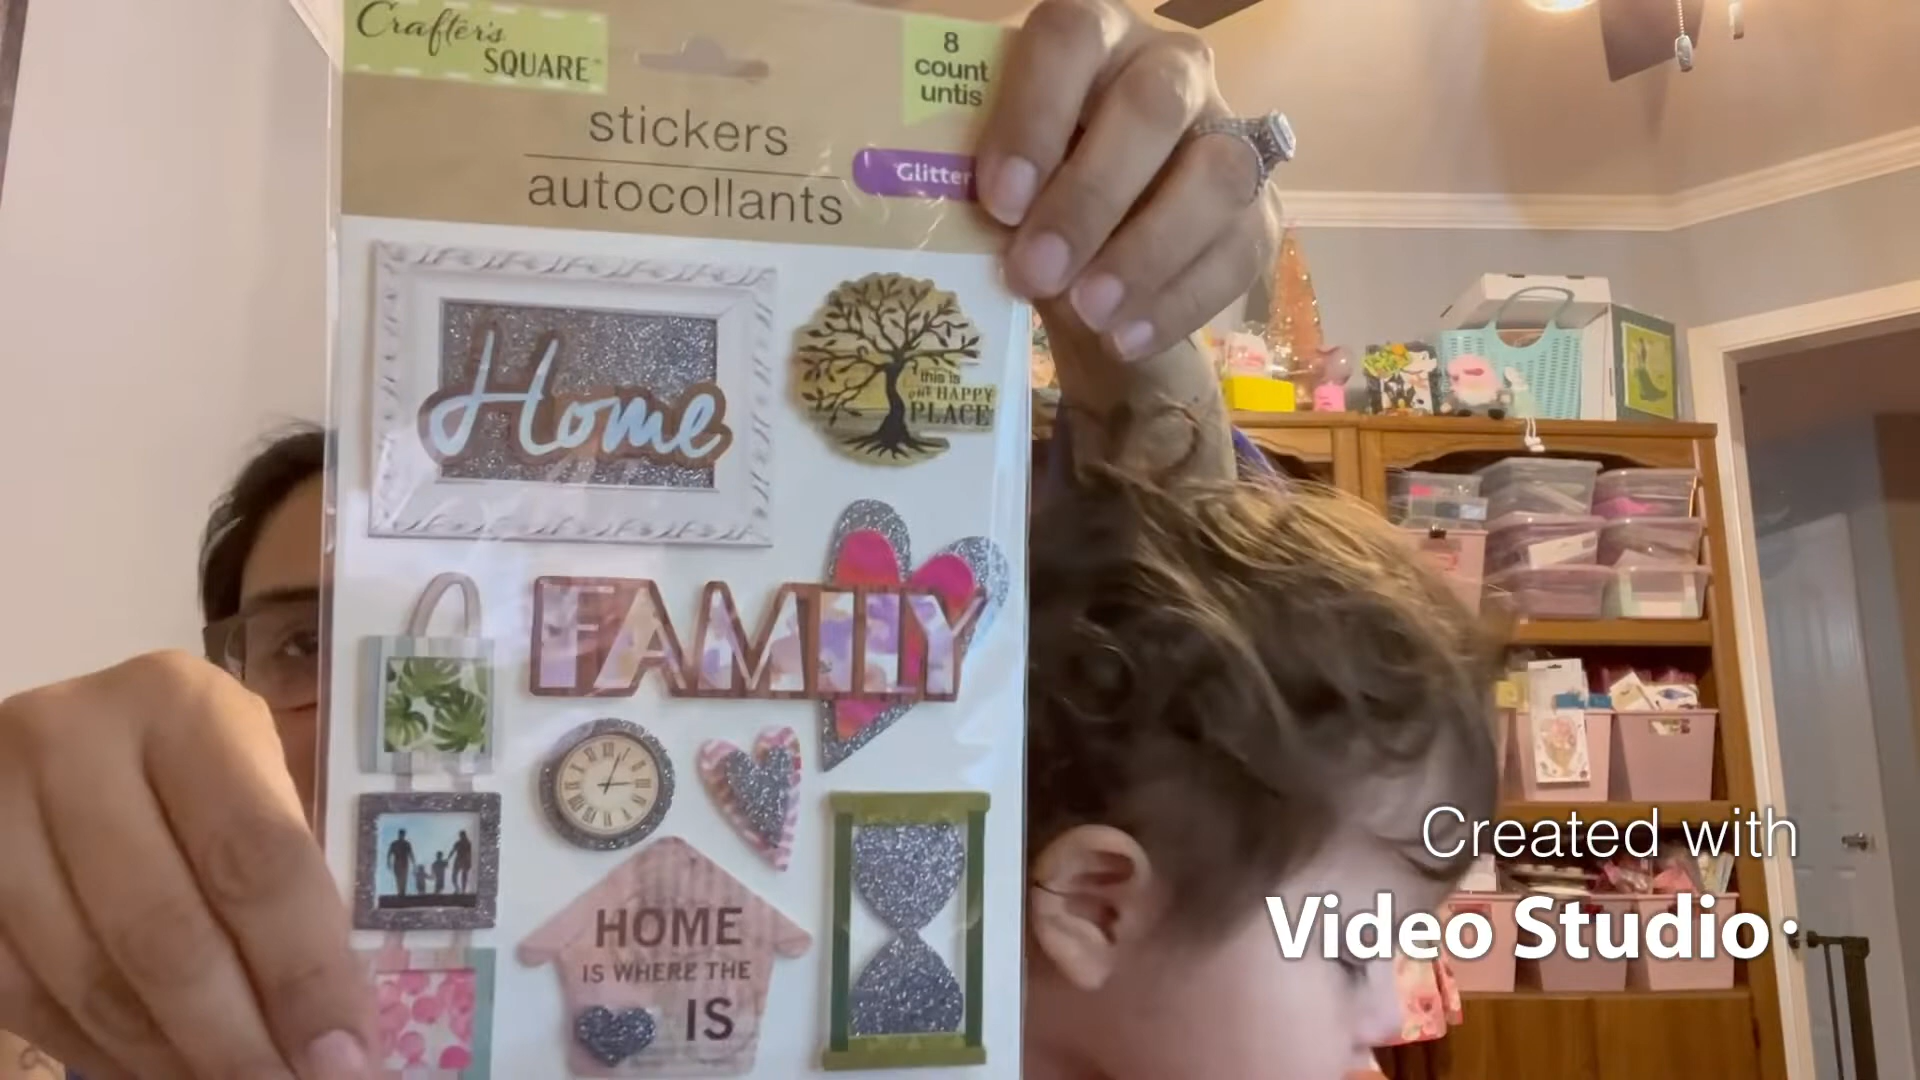 Crafter's
SQUARE
8
count
untis
stickers
autocollants
Glitter
Home
this is
our HAPPY
PLACE
FAMILY
HOME
IS WHERE THE
IS
Created with
Video Studio